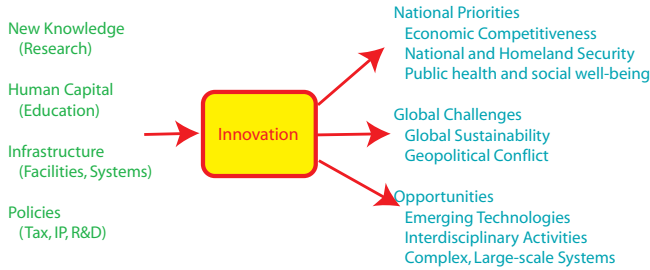 New Knowledge
(Research)
Human Capital
(Education)
Infrastructure
(Facilities, Systems)
Policies
(Tax, IP, R&D)
Innovation
National Priorities
Economic Competitiveness
National and Homeland Security
Public health and social well-being
Global Challenges
Global Sustainability
Geopolitical Conflict
Opportunities
Emerging Technologies
Interdisciplinary Activities
Complex, Large-scale Systems